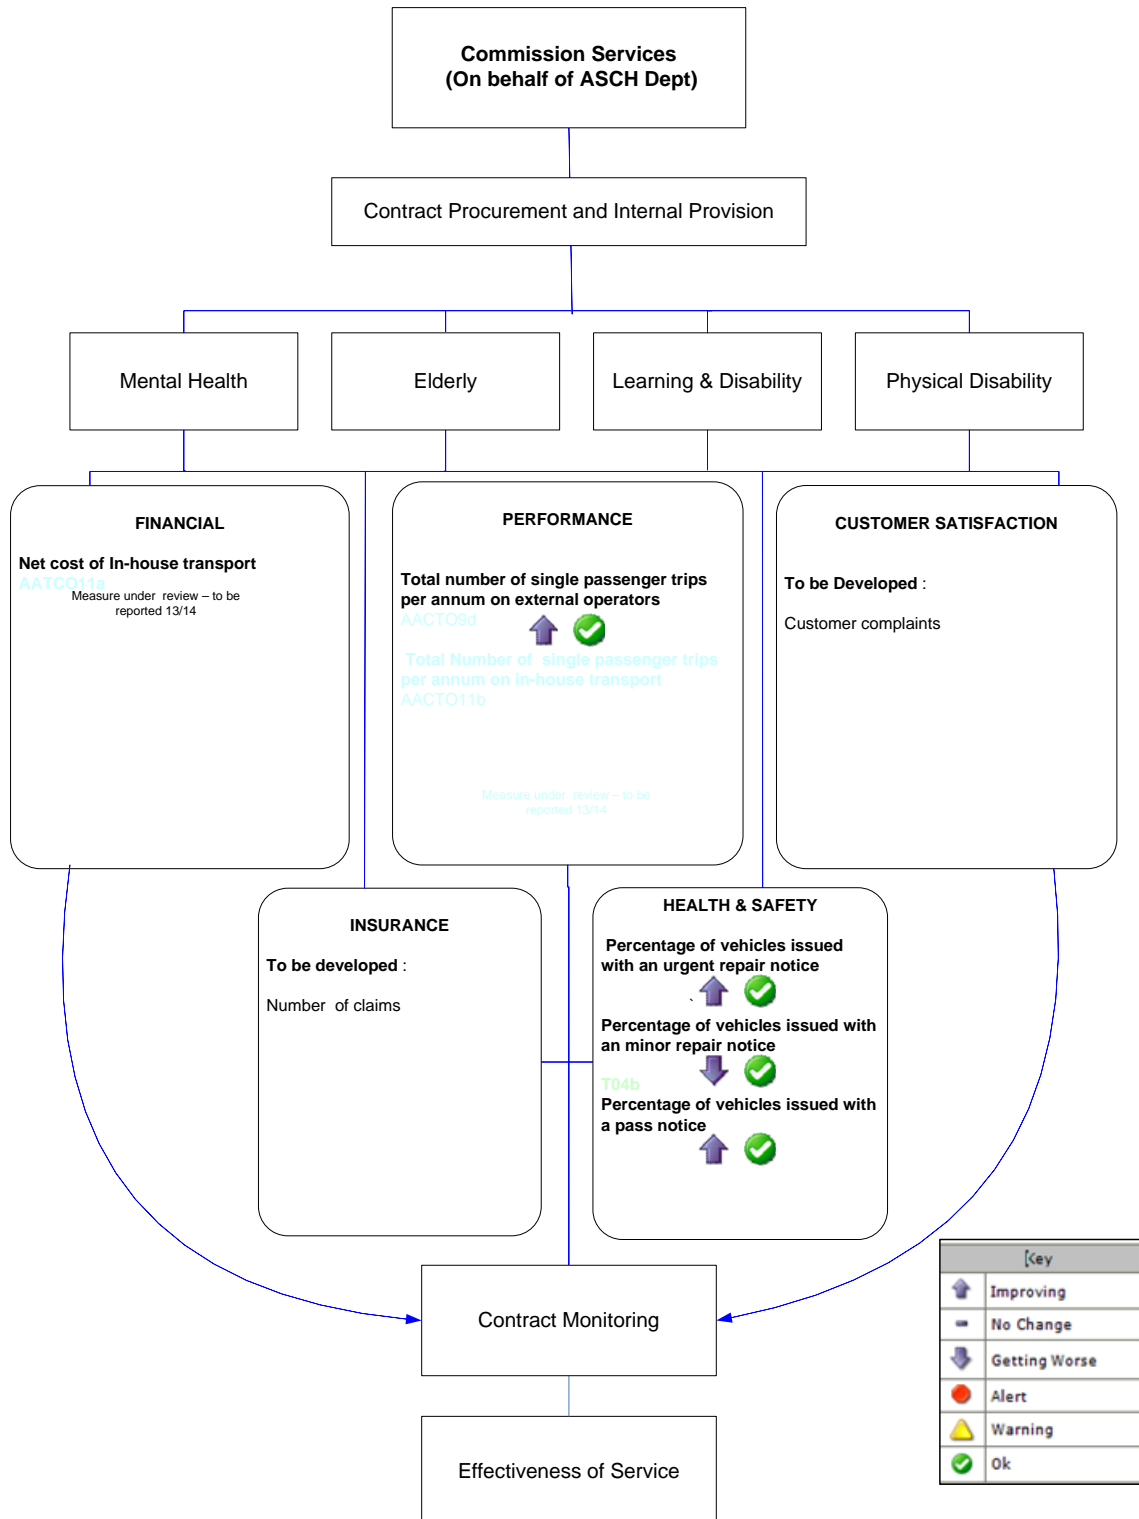 Commission Services
(On behalf of ASCH Dept)
Contract Procurement and Internal Provision
Mental Health
Elderly
Learning & Disability
Physical Disability
FINANCIAL
Net cost of In-house transport
AATCO11a
Measure under review – to be
reported 13/14
PERFORMANCE
Total number of single passenger trips
per annum on external operators
AACTO9d
Total Number of single passenger trips
per annum on in-house transport
AACTO11b
Measure under review – to be
reported 13/14
CUSTOMER SATISFACTION
To be Developed :
Customer complaints
INSURANCE
To be developed :
Number of claims
HEALTH & SAFETY
Percentage of vehicles issued
with an urgent repair notice
`
Percentage of vehicles issued with
an minor repair notice
T04b
Percentage of vehicles issued with
a pass notice
Contract Monitoring
Effectiveness of Service
Key
Improving
No Change
Getting Worse
Alert
Warning
Ok